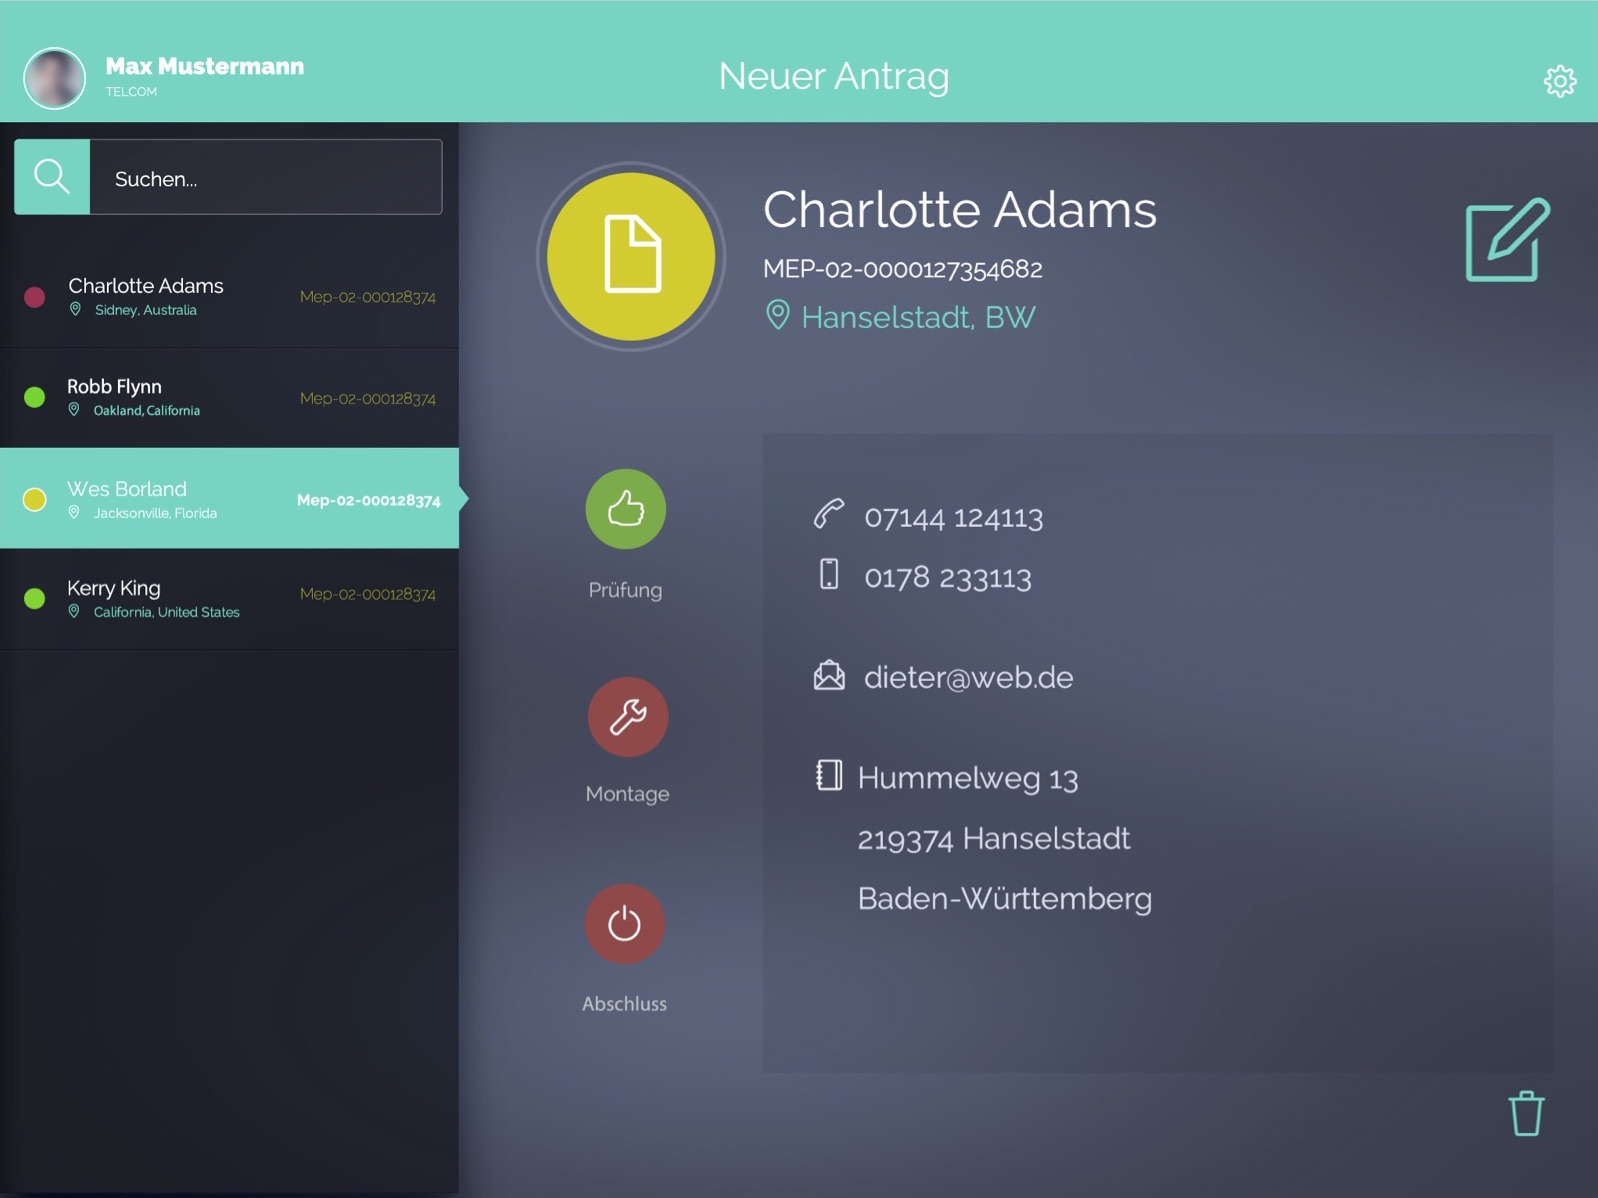 Max Mustermann
TELCOM
Neuer Antrag
Suchen...
Charlotte Adams
Sidney, Australia
Mep-02-000128374
Robb Flynn
Oakland, California
Mep-02-000128374
Wes Borland
Jacksonville, Florida
Mep-02-000128374
Kerry King
California, United States
Mep-02-000128374
Charlotte Adams
MEP-02-0000127354682
Hanselstadt, BW
Prüfung
Montage
Abschluss
07144 124113
0178 233113
dieter@web.de
Hummelweg 13
219374 Hanselstadt
Baden-Württemberg